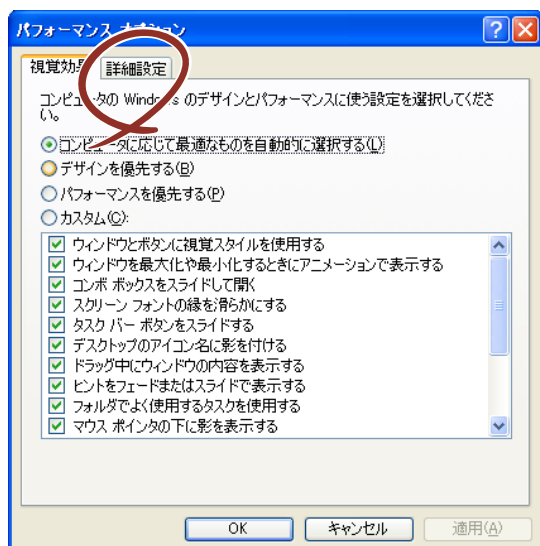 パフォーマンス オプション
視覚効果 詳細設定
コンピュータの Windows のデザインとパフォーマンスに使う設定を選択してくださ
い。
コンピュータに応じて最適なものを自動的に選択する(L)
デザインを優先する(B)
パフォーマンスを優先する(P)
カスタム(C):
ウィンドウとボタンに視覚スタイルを使用する
ウィンドウを最大化や最小化するときにアニメーションで表示する
コンボ ボックスをスライドして開く
スクリーン フォントの縁を滑らかにする
タスク バー ボタンをスライドする
デスクトップのアイコン名に影を付ける
ドラッグ中にウィンドウの内容を表示する
ヒントをフェードまたはスライドで表示する
フォルダでよく使用するタスクを使用する
マウス ポインタの下に影を表示する
OK キャンセル 適用(A)